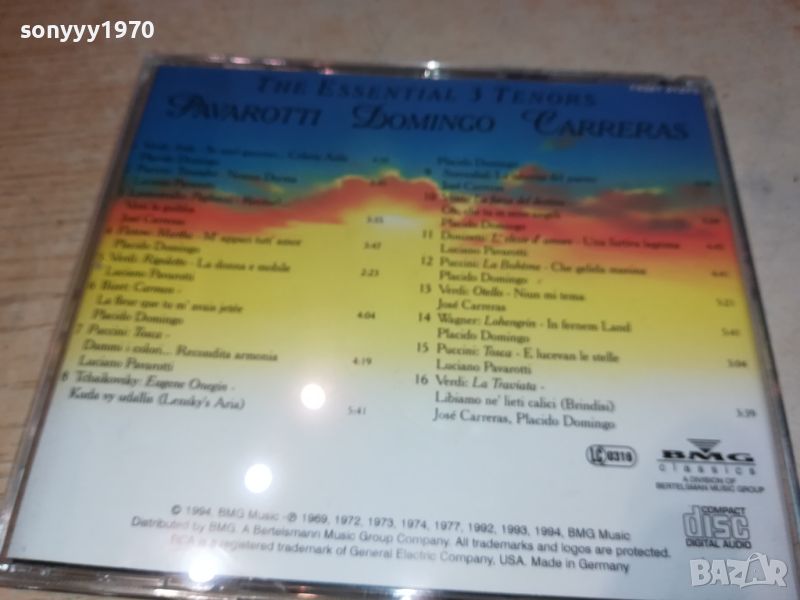 sonyyy1970
THE ESSENTIAL 3 TENORS
PAVAROTTI DOMINGO CARRERAS
Placido Domingo
José Carreras
3:35
4 Flotow: Martha - M' appari tutt' amor
3:47
Placido Domingo
5 Verdi: Rigoletto - La donna e mobile
2:23
Luciano Pavarotti
6 Bizet: Carmen -
La fleur que tu m' avais jetée
4:04
Placido Domingo
7 Puccini: Tosca -
Dammi i colori... Recondita armonia
4:19
Luciano Pavarotti
8 Tchaikovsky: Eugene Onegin -
Kuda vy udalile (Lensky's Aria)
5:41
Placido Domingo
9
José Carreras
10
Placido Domingo
11 Donizetti: L' elisir d' amore - Una furtiva lagrima
Luciano Pavarotti
12 Puccini: La Bohème - Che gelida manina
Placido Domingo
13 Verdi: Otello - Niun mi tema
5:21
José Carreras
14 Wagner: Lohengrin - In fernem Land
Placido Domingo
15 Puccini: Tosca - E lucevan le stelle
3:04
Luciano Pavarotti
16 Verdi: La Traviata -
Libiamo ne' lieti calici (Brindisi)
3:39
José Carreras, Placido Domingo
LC 0316
BMG
classics
A DIVISION OF
BERTELSMAN MUSIC GROUP
COMPACT
disc
DIGITAL AUDIO
© 1994, BMG Music - ℗ 1969, 1972, 1973, 1974, 1977, 1992, 1993, 1994, BMG Music
Distributed by BMG. A Bertelsmann Music Group Company. All trademarks and logos are protected.
RCA is a registered trademark of General Electric Company, USA. Made in Germany
BAZAR